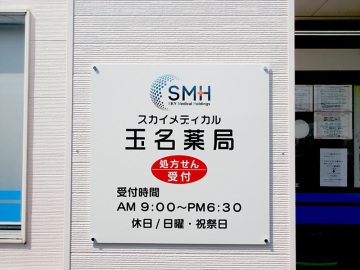 SMH
SKY Medical Holdings
スカイメディカル
玉名薬局
処方せん
受付
受付時間
AM 9:00～PM6:30
休日/日曜・祝祭日